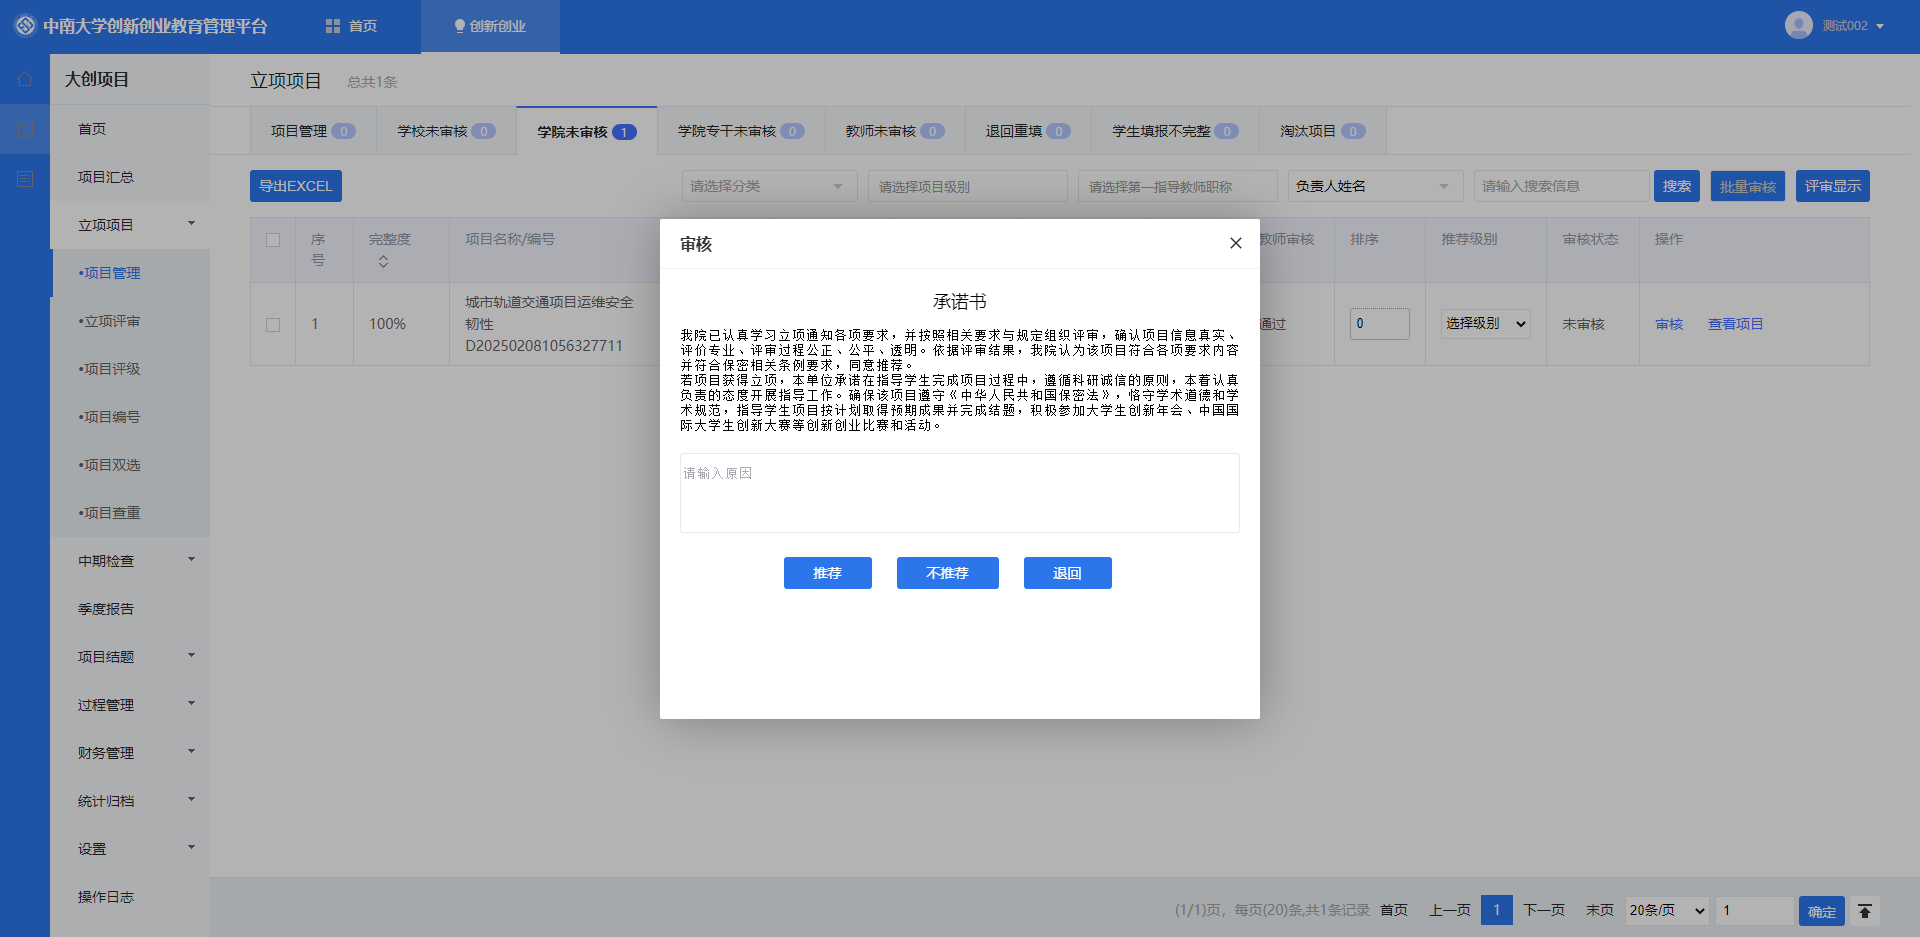 中南大学创新创业教育管理平台
首页
创新创业
测试002
大创项目
首页
项目汇总
立项项目
•项目管理
•立项评审
•项目评级
•项目编号
•项目双选
•项目查重
中期检查
季度报告
项目结题
过程管理
财务管理
统计归档
设置
操作日志
立项项目 总共1条
项目管理 0
学校未审核 0
学院未审核 1
学院专干未审核 0
教师未审核 0
退回重填 0
学生填报不完整 0
淘汰项目 0
导出EXCEL
请选择分类
请选择项目级别
请选择第一指导教师职称
负责人姓名
请输入搜索信息
搜索
批量审核
评审显示
序号
完整度
项目名称/编号
教师审核
排序
推荐级别
审核状态
操作
1
100%
城市轨道交通项目运维安全
韧性
D202502081056327711
通过
0
选择级别
未审核
审核
查看项目
审核
承诺书
我院已认真学习立项通知各项要求，并按照相关要求与规定组织评审，确认项目信息真实、
评价专业、评审过程公正、公平、透明。依据评审结果，我院认为该项目符合各项要求内容
并符合保密相关条例要求，同意推荐。
若项目获得立项，本单位承诺在指导学生完成项目过程中，遵循科研诚信的原则，本着认真
负责的态度开展指导工作。确保该项目遵守《中华人民共和国保密法》，恪守学术道德和学
术规范，指导学生项目按计划取得预期成果并完成结题，积极参加大学生创新年会、中国国
际大学生创新大赛等创新创业比赛和活动。
请输入原因
推荐
不推荐
退回
(1/1)页，每页(20)条,共1条记录 首页 上一页 1 下一页 末页 20条/页 1 确定